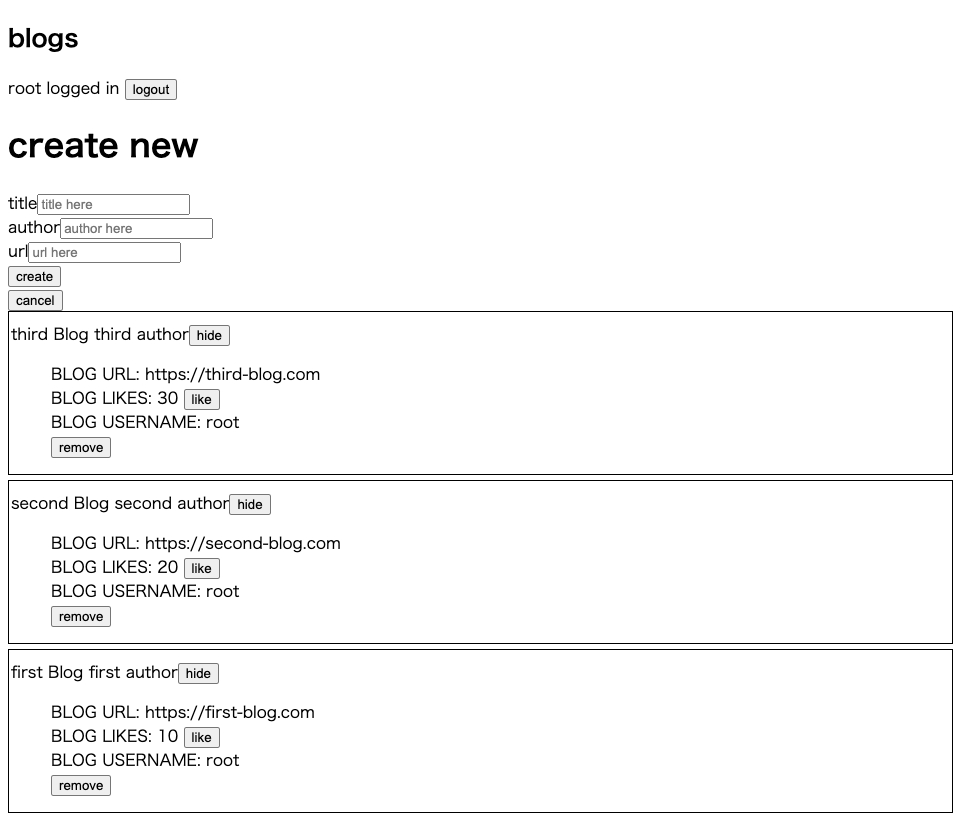 blogs
root logged in logout
create new
title title here
author author here
url url here
create
cancel
third Blog third author hide
BLOG URL: https://third-blog.com
BLOG LIKES: 30 like
BLOG USERNAME: root
remove
second Blog second author hide
BLOG URL: https://second-blog.com
BLOG LIKES: 20 like
BLOG USERNAME: root
remove
first Blog first author hide
BLOG URL: https://first-blog.com
BLOG LIKES: 10 like
BLOG USERNAME: root
remove